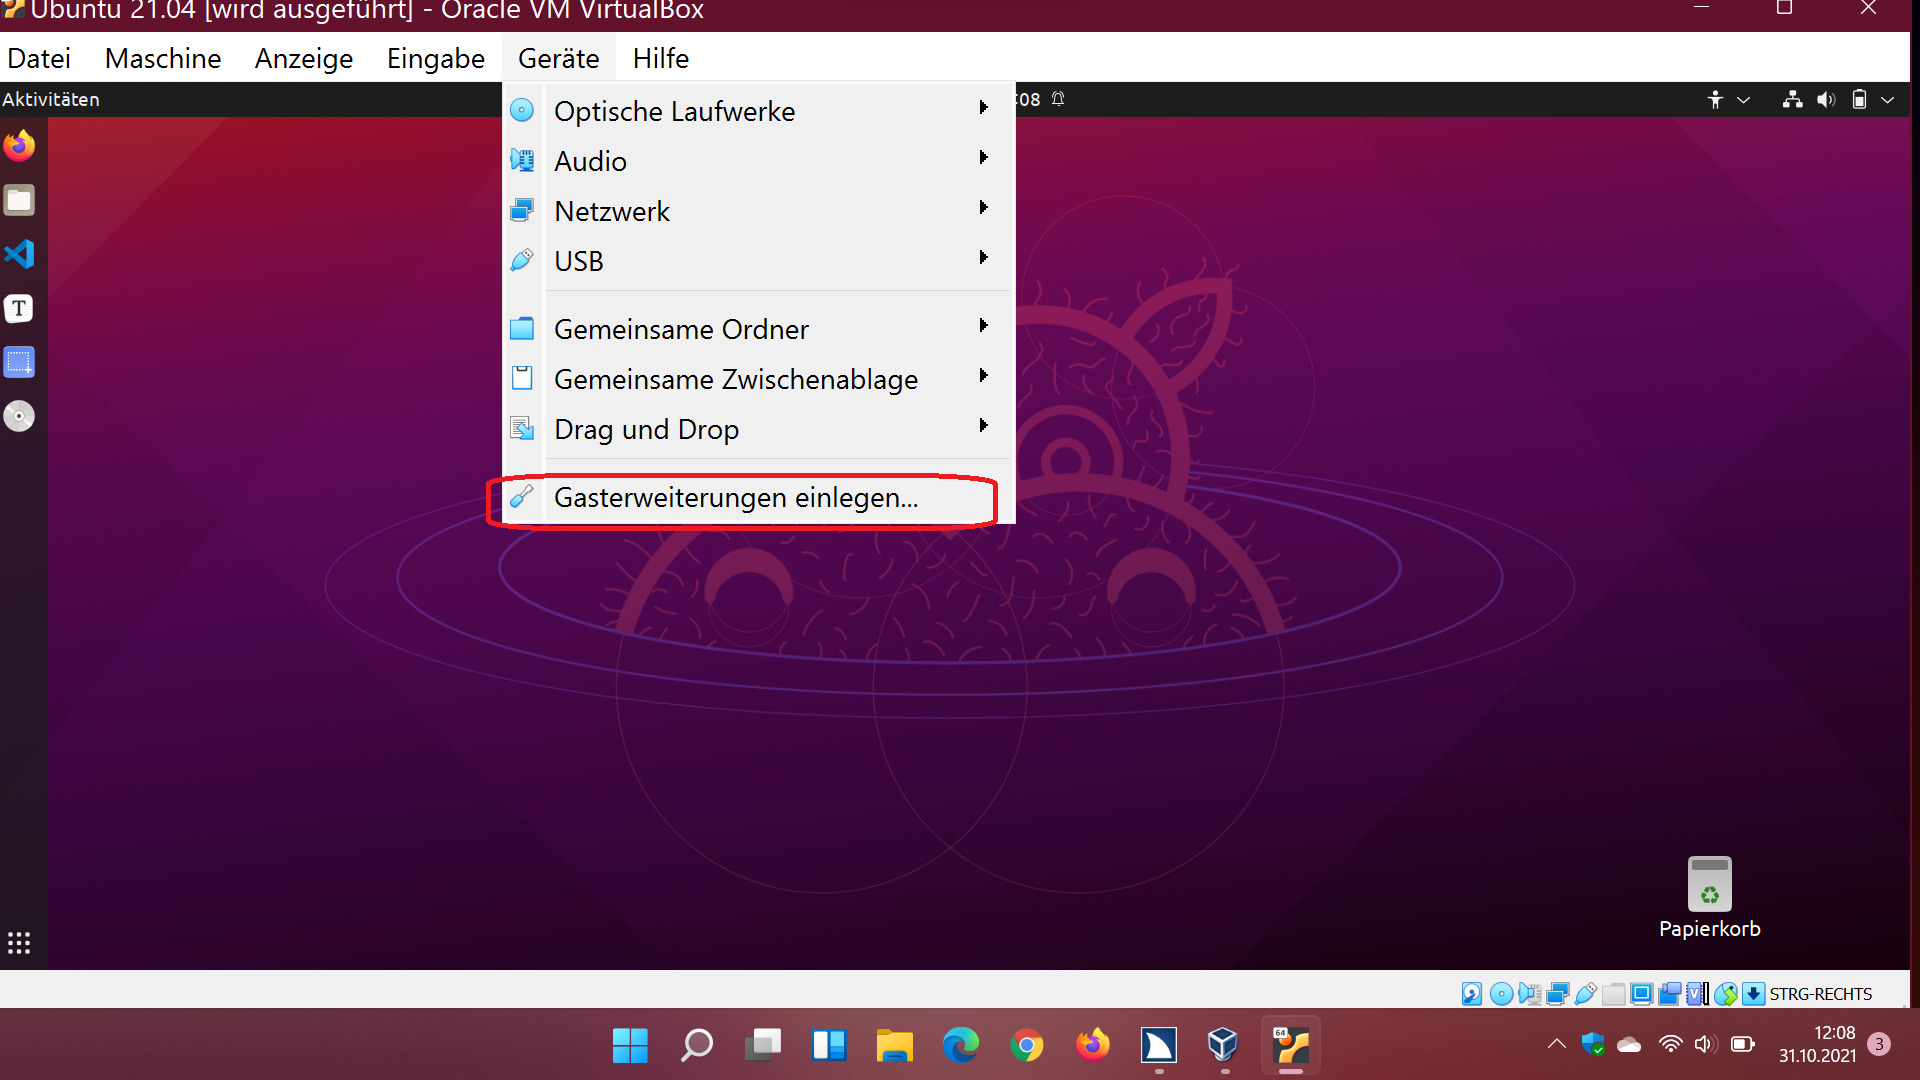 Ubuntu 21.04 [wird ausgeführt] - Oracle VM VirtualBox
Datei Maschine Anzeige Eingabe Geräte Hilfe
Aktivitäten :08
Optische Laufwerke
Audio
Netzwerk
USB
Gemeinsame Ordner
Gemeinsame Zwischenablage
Drag und Drop
Gasterweiterungen einlegen...
T
Papierkorb
V
STRG-RECHTS
64
12:08
31.10.2021
3